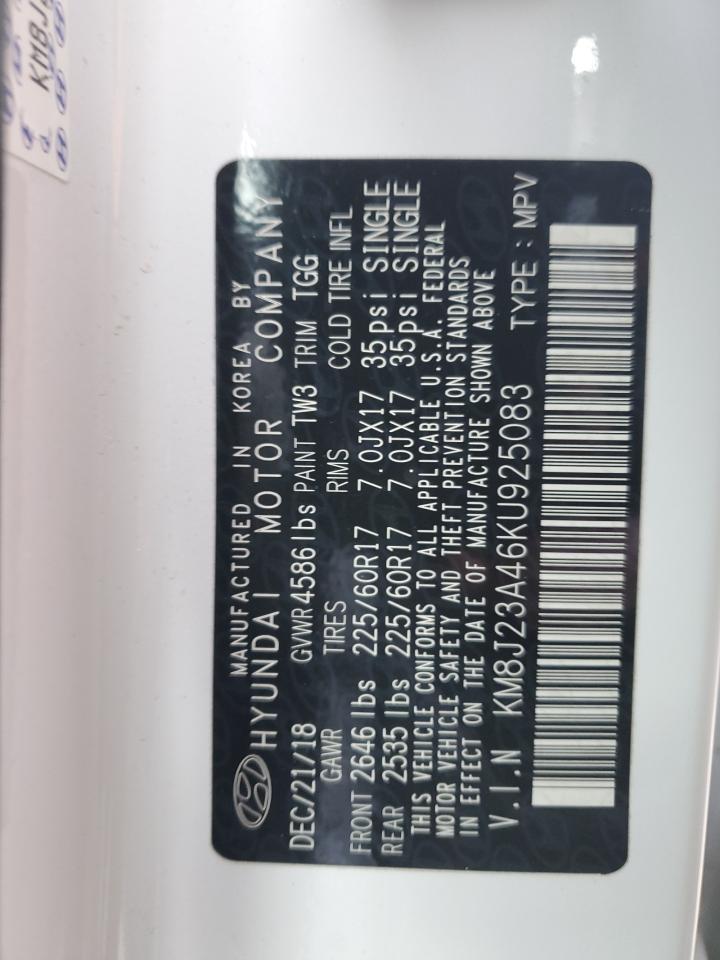 KM8J
MANUFACTURED IN KOREA BY
HYUNDAI MOTOR COMPANY
DEC/21/18 GVWR 4586 lbs PAINT TW3 TRIM TGG
GAWR TIRES RIMS COLD TIRE INFL
FRONT 2646 lbs 225/60R17 7.0JX17 35psi SINGLE
REAR 2535 lbs 225/60R17 7.0JX17 35psi SINGLE
THIS VEHICLE CONFORMS TO ALL APPLICABLE U.S.A. FEDERAL
MOTOR VEHICLE SAFETY AND THEFT PREVENTION STANDARDS
IN EFFECT ON THE DATE OF MANUFACTURE SHOWN ABOVE
V.I.N KM8J23A46KU925083 TYPE : MPV